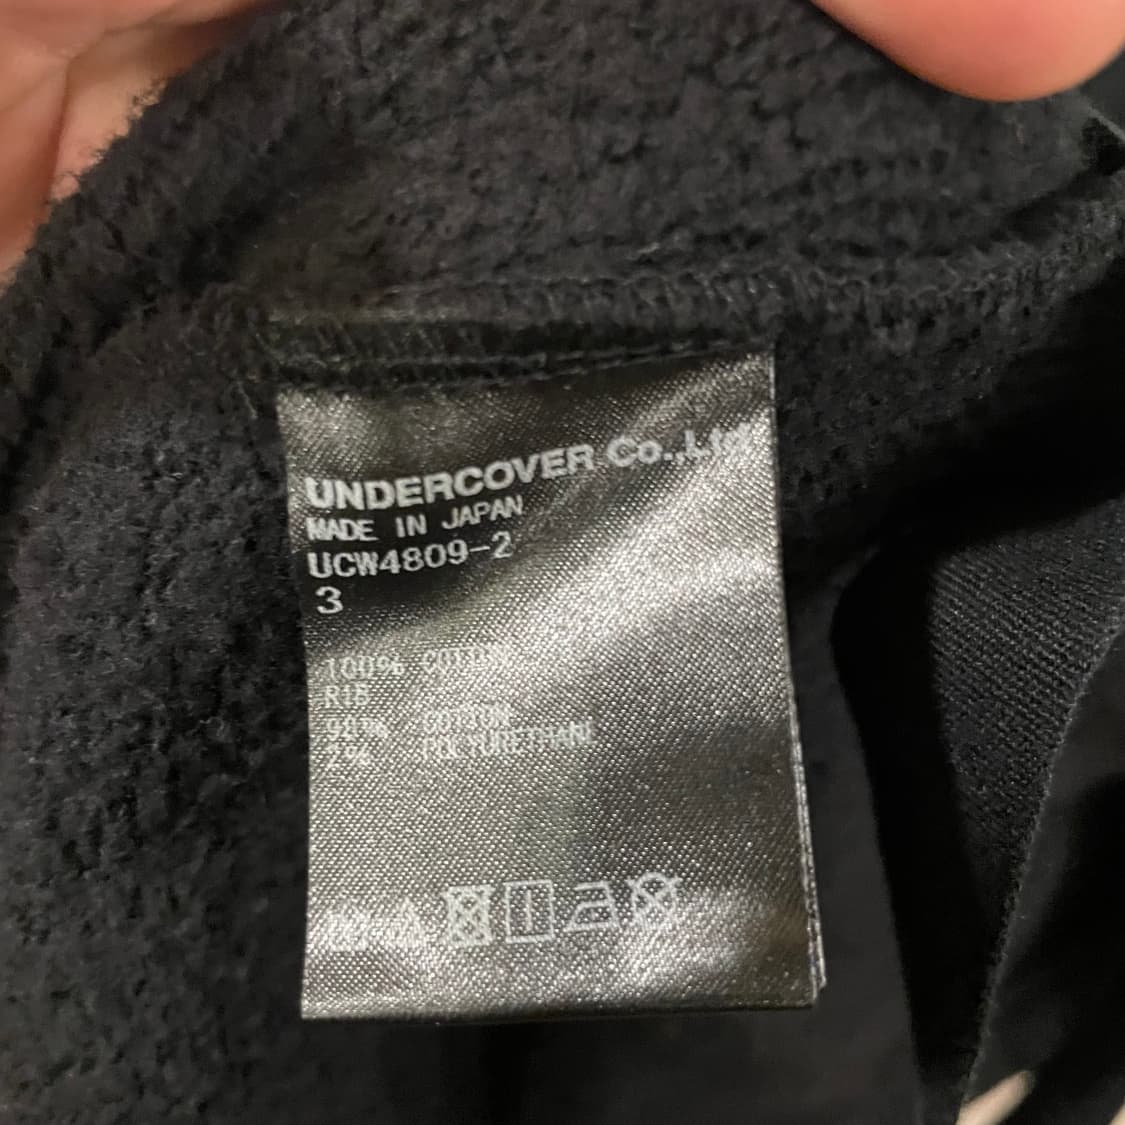 UNDERCOVER Co.,Ltd
MADE IN JAPAN
UCW4809-2
3
100% COTTON
RIB
98% COTTON
2% POLYURETHANE